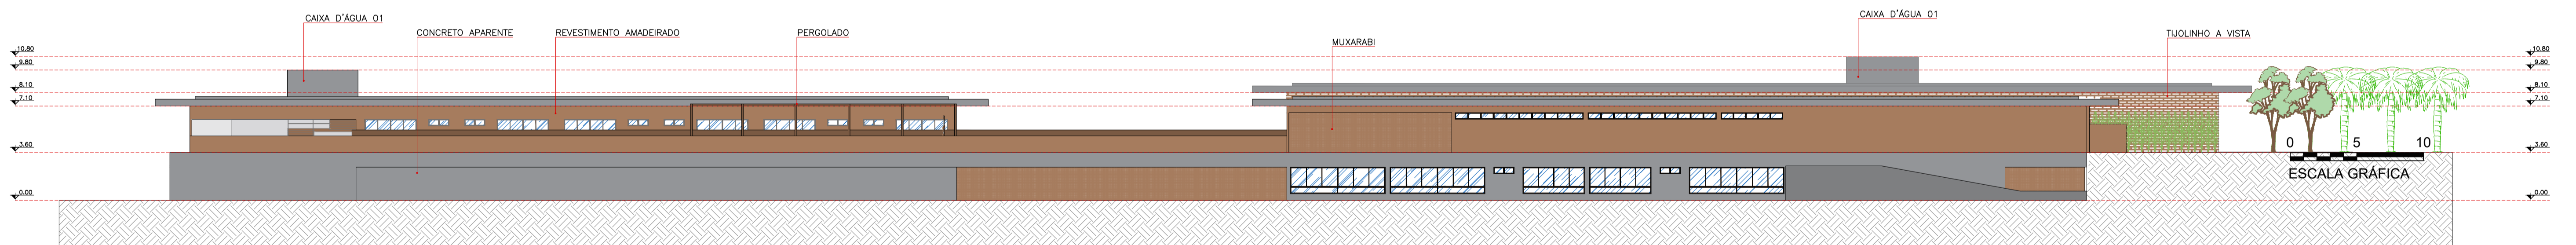 CAIXA D'ÁGUA 01
CAIXA D'ÁGUA 01
CONCRETO APARENTE
REVESTIMENTO AMADEIRADO
PERGOLADO
MUXARABI
TIJOLINHO A VISTA
10.80
10.80
9.80
9.80
8.10
8.10
7.10
7.10
3.60
3.60
0 5 10
ESCALA GRÁFICA
0.00
0.00